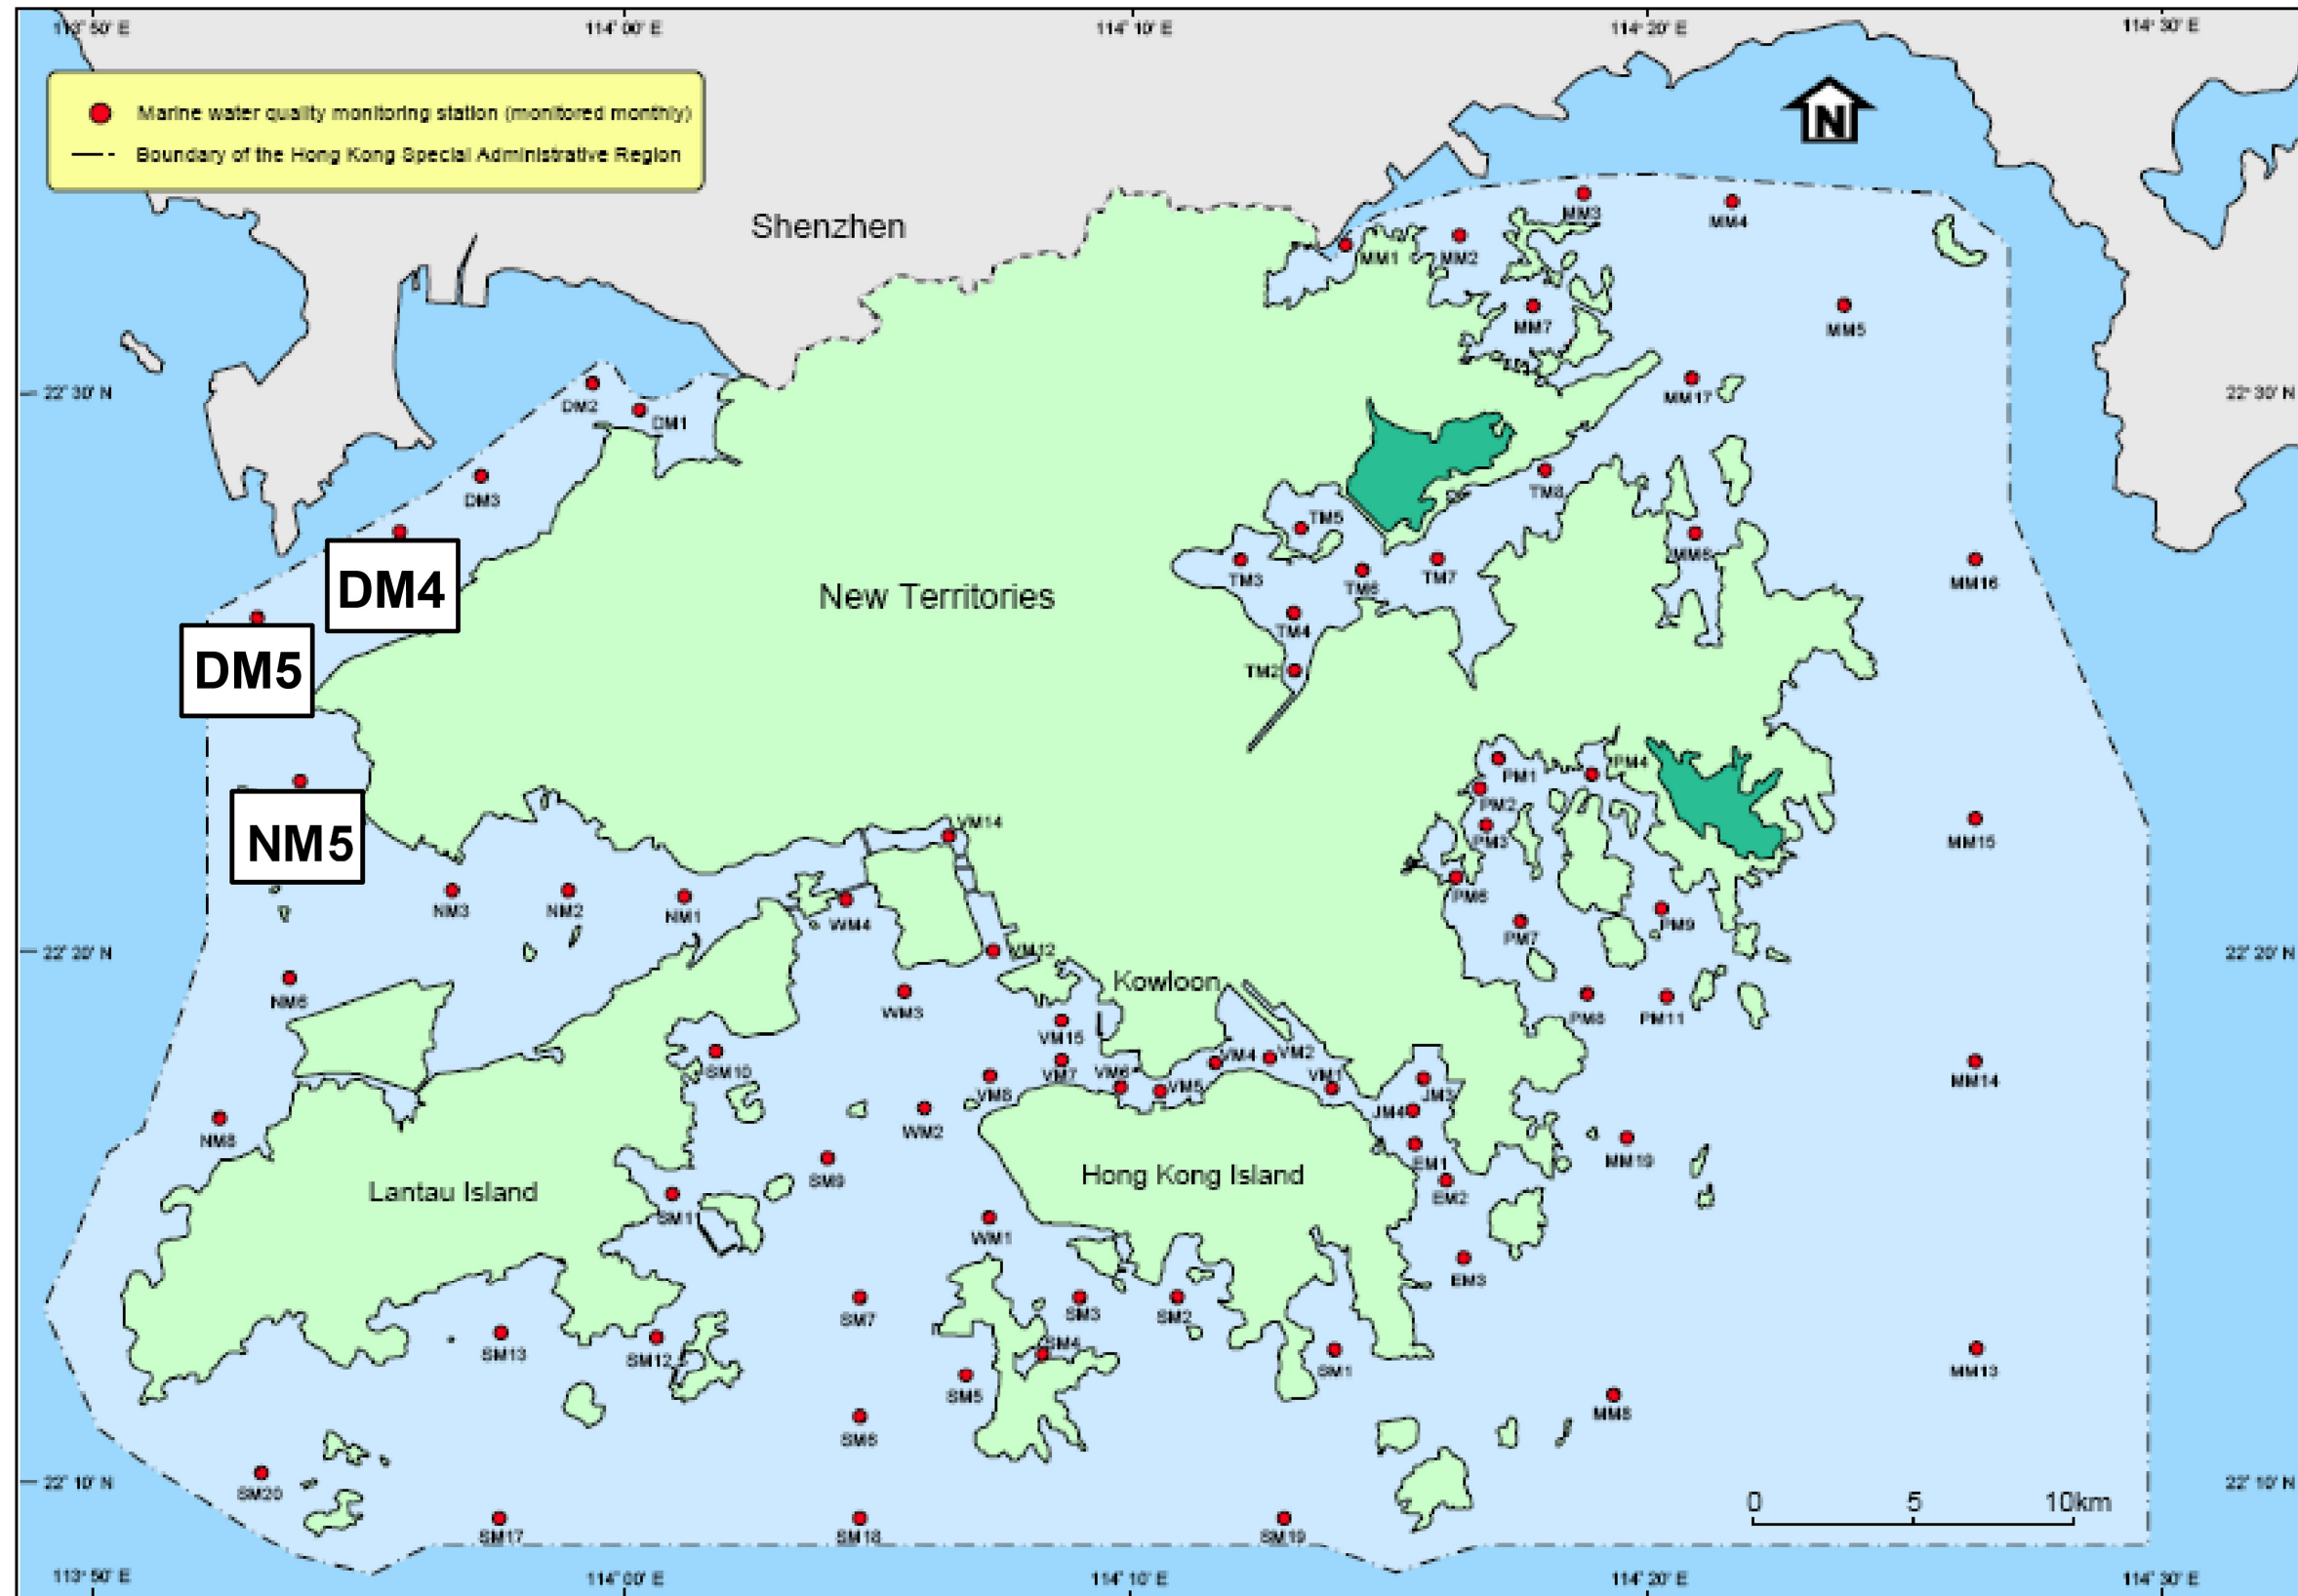 113° 50' E
114° 00' E
114° 10' E
114° 20' E
114° 30' E
Marine water quality monitoring station (monitored monthly)
Boundary of the Hong Kong Special Administrative Region
N
Shenzhen
MM3
MM4
MM1
MM2
MM7
MM5
22° 30' N
22° 30' N
DM2
DM1
MM17
DM3
TM8
TM5
DM4
MM6
TM3
TM6
TM7
MM16
New Territories
TM4
DM5
TM2
PM4
PM1
PM2
NM5
VM14
PM3
MM15
PM6
NM3
NM2
NM1
WM4
PM9
PM7
22° 20' N
VM12
22° 20' N
Kowloon
NM6
WM3
PM8
PM11
VM15
VM4
VM2
SM10
VM7
VM6
VM5
VM1
VM8
MM14
JM3
JM4
WM2
NM8
EM1
MM19
Hong Kong Island
Lantau Island
SM9
EM2
SM11
WM1
EM3
SM7
SM3
SM2
SM4
SM13
SM12
SM1
MM13
SM5
MM8
SM6
22° 10' N
22° 10' N
SM20
0 5 10km
SM17
SM18
SM19
113° 50' E
114° 00' E
114° 10' E
114° 20' E
114° 30' E